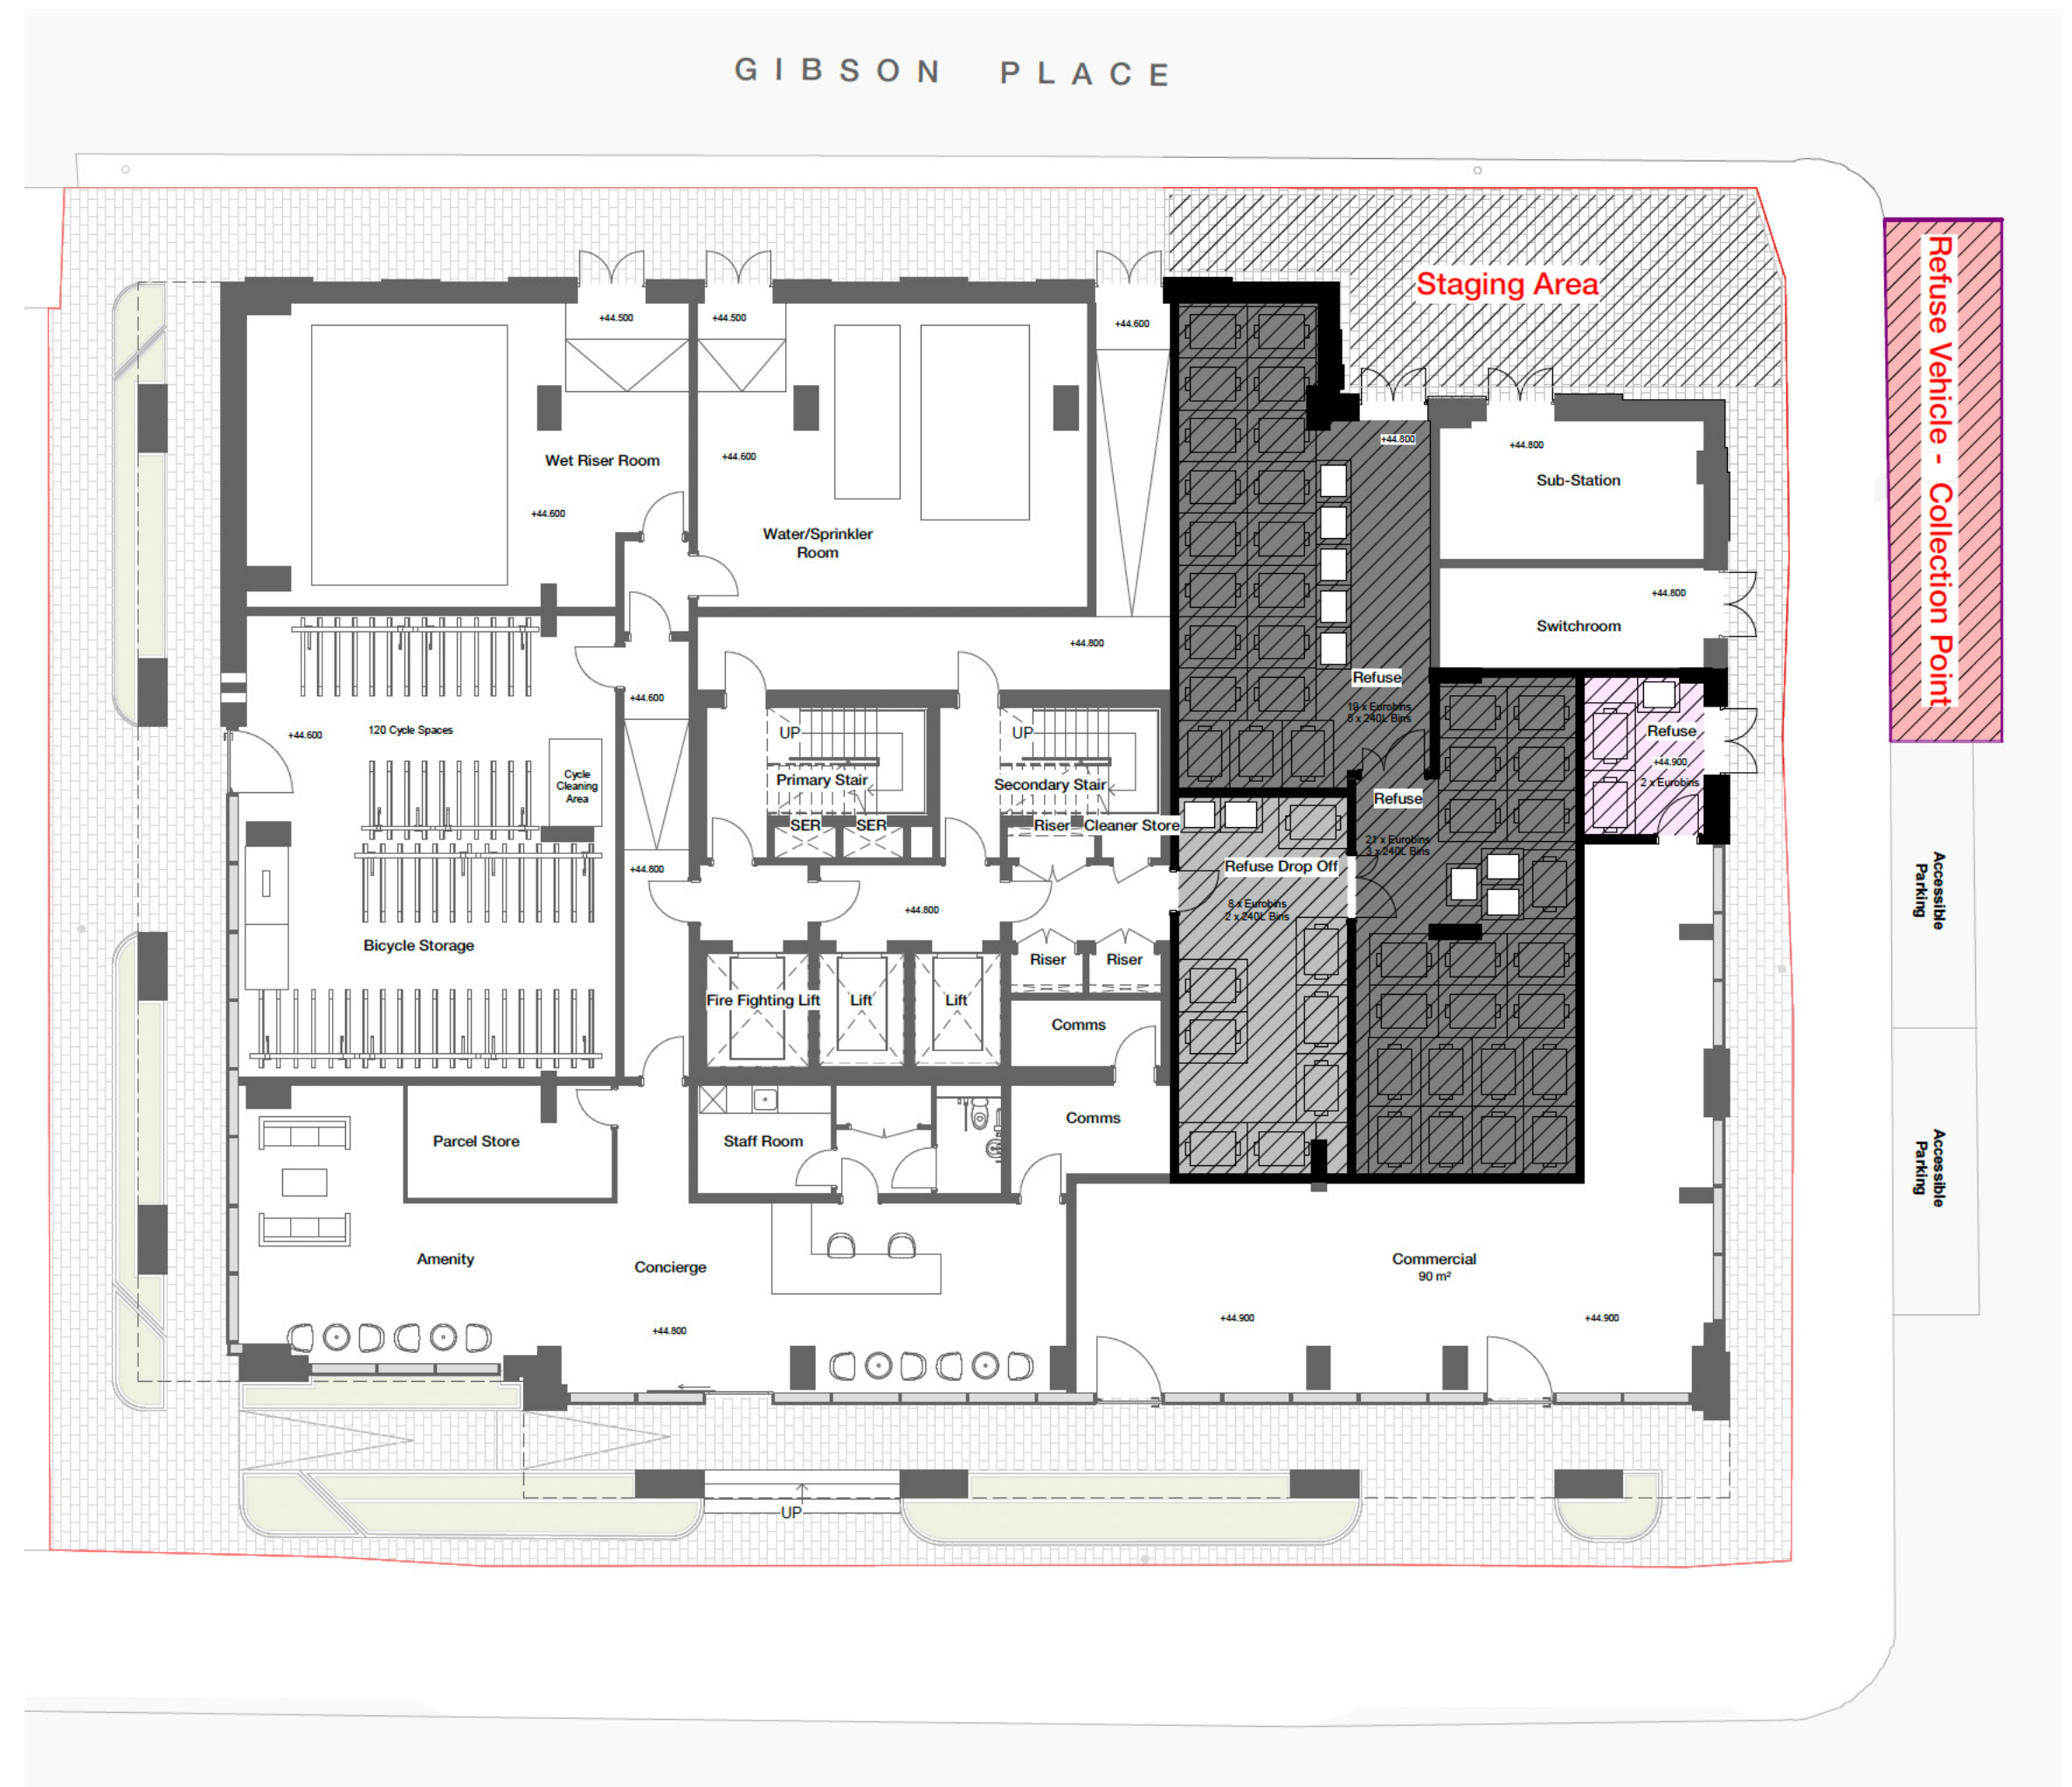 GIBSON PLACE
Staging Area
Refuse Vehicle - Collection Point
+44.500
+44.500
+44.600
+44.800
+44.800
Wet Riser Room
+44.600
+44.600
Sub-Station
+44.600
Water/Sprinkler
Room
+44.800
Switchroom
+44.800
Refuse
19 x Eurobins
5 x 240L Bins
+44.600
+44.600
120 Cycle Spaces
UP
UP
Refuse
+44.900
2 x Eurobins
Cycle
Cleaning
Area
Primary Stair
Secondary Stair
Refuse
SER
SER
Riser
Cleaner Store
21 x Eurobins
3 x 240L Bins
+44.800
Refuse Drop Off
8 x Eurobins
2 x 240L Bins
+44.800
Accessible
Parking
Bicycle Storage
Riser
Riser
Fire Fighting Lift
Lift
Lift
Comms
Comms
Parcel Store
Staff Room
Accessible
Parking
Amenity
Concierge
Commercial
90 m²
+44.800
+44.900
+44.900
UP